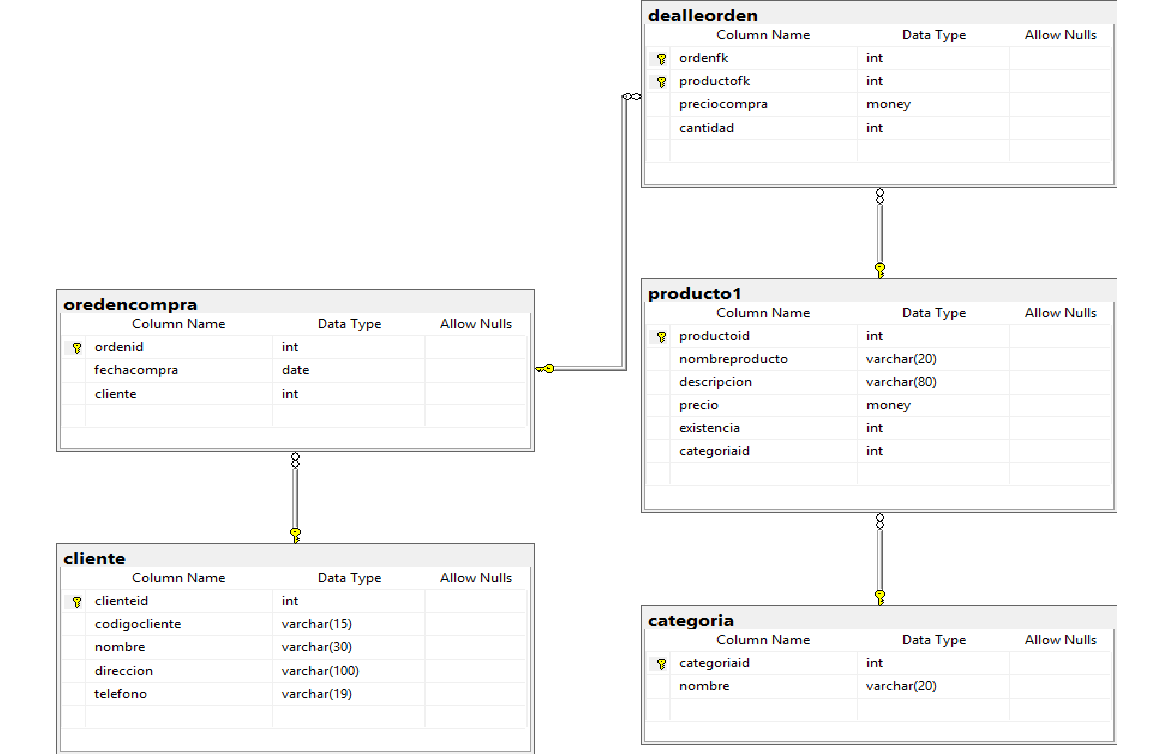 dealleorden
Column Name Data Type Allow Nulls
ordenfk int
productofk int
preciocompra money
cantidad int
oredencompra
Column Name Data Type Allow Nulls
ordenid int
fechacompra date
cliente int
producto1
Column Name Data Type Allow Nulls
productoid int
nombreproducto varchar(20)
descripcion varchar(80)
precio money
existencia int
categoriaid int
cliente
Column Name Data Type Allow Nulls
clienteid int
codigocliente varchar(15)
nombre varchar(30)
direccion varchar(100)
telefono varchar(19)
categoria
Column Name Data Type Allow Nulls
categoriaid int
nombre varchar(20)